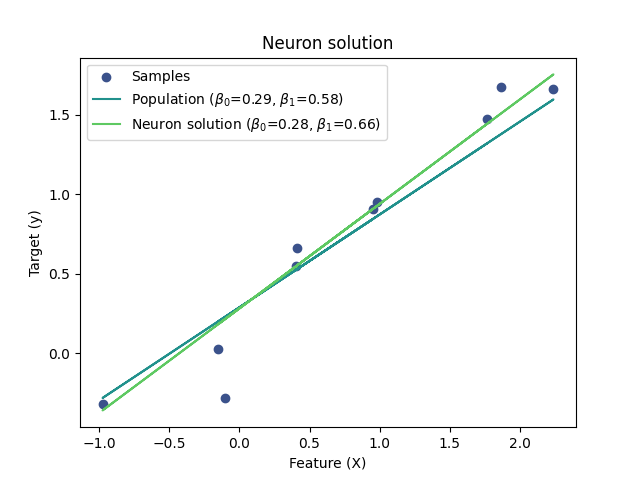 Neuron solution
Samples
Population (β₀=0.29, β₁=0.58)
Neuron solution (β₀=0.28, β₁=0.66)
1.5
1.0
0.5
0.0
Target (y)
−1.0 −0.5 0.0 0.5 1.0 1.5 2.0
Feature (X)